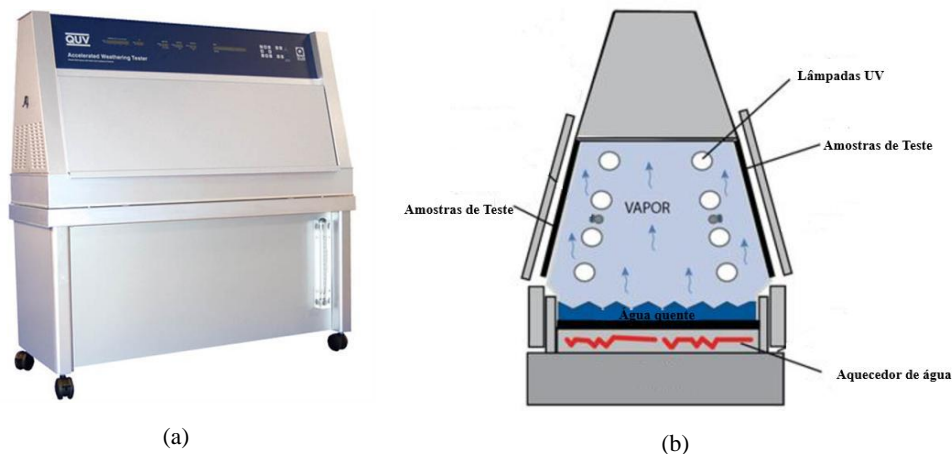 QUV
Accelerated Weathering Tester
Lâmpadas UV
Amostras de Teste
Amostras de Teste
VAPOR
Água quente
Aquecedor de água
(a)
(b)